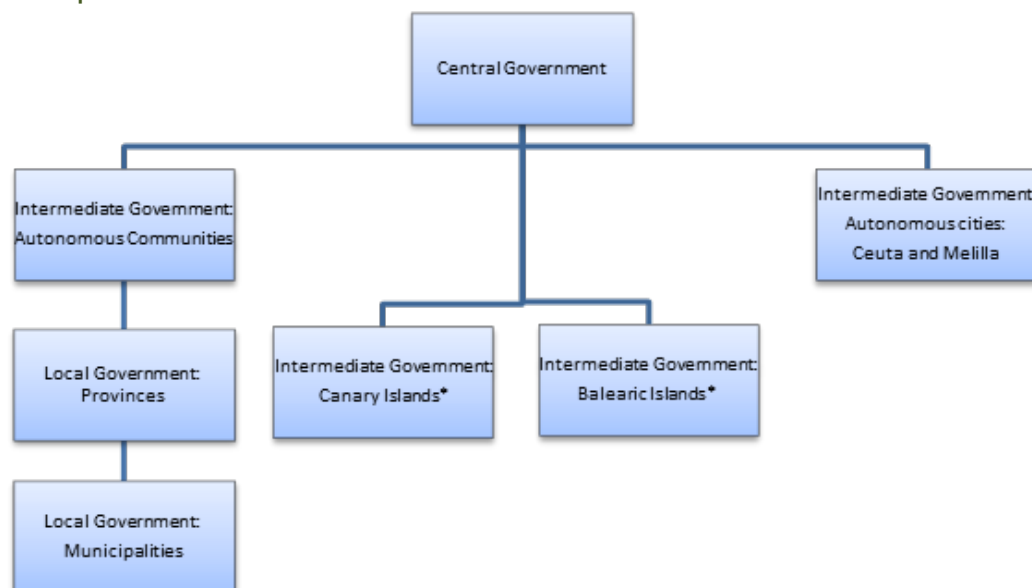 Central Government
Intermediate Government:
Autonomous Communities
Intermediate Government
Autonomous cities:
Ceuta and Melilla
Local Government:
Provinces
Intermediate Government:
Canary Islands*
Intermediate Government:
Balearic Islands*
Local Government:
Municipalities